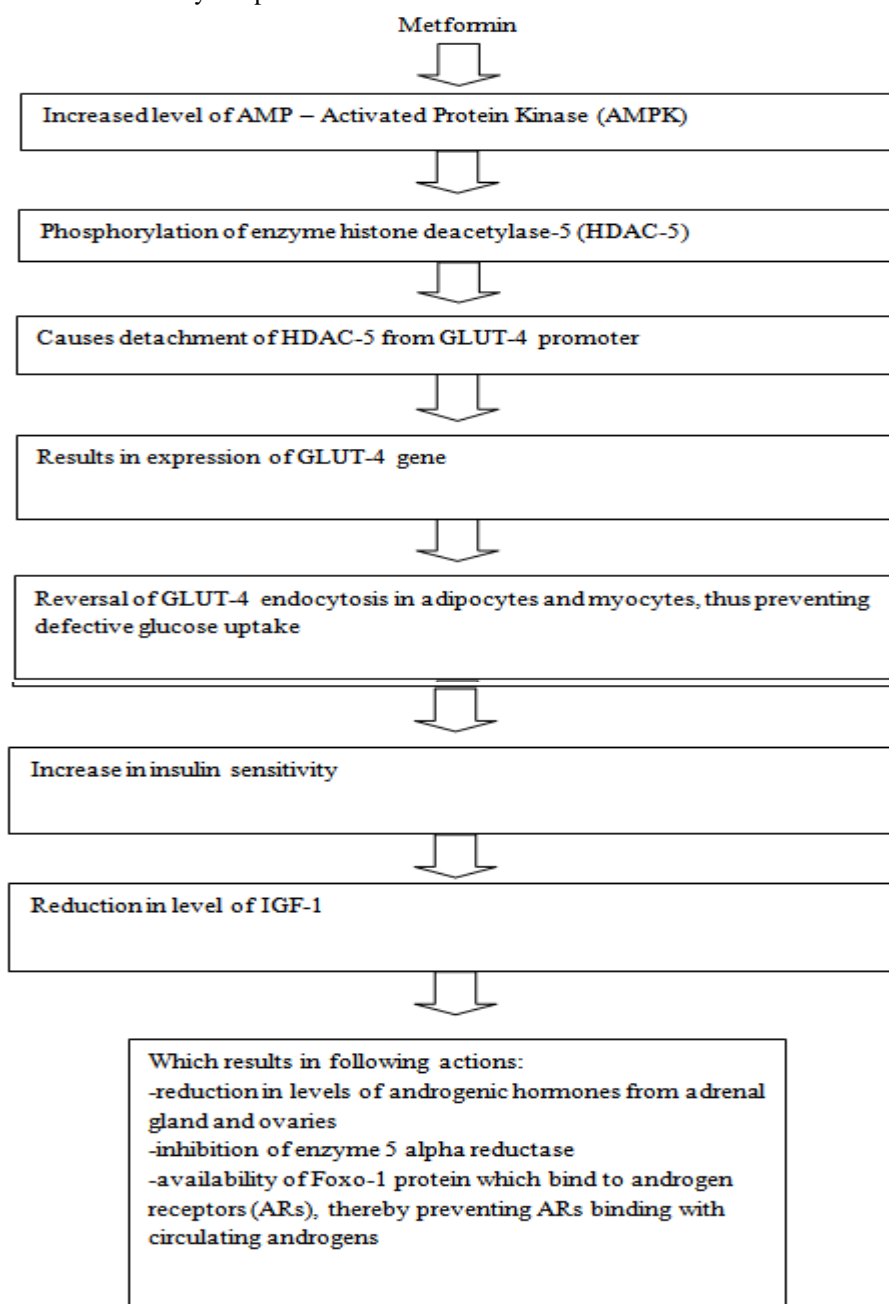 Metformin
Increased level of AMP – Activated Protein Kinase (AMPK)
Phosphorylation of enzyme histone deacetylase-5 (HDAC-5)
Causes detachment of HDAC-5 from GLUT-4 promoter
Results in expression of GLUT-4 gene
Reversal of GLUT-4 endocytosis in adipocytes and myocytes, thus preventing
defective glucose uptake
Increase in insulin sensitivity
Reduction in level of IGF-1
Which results in following actions:
-reduction in levels of androgenic hormones from adrenal
gland and ovaries
-inhibition of enzyme 5 alpha reductase
-availability of Foxo-1 protein which bind to androgen
receptors (ARs), thereby preventing ARs binding with
circulating androgens